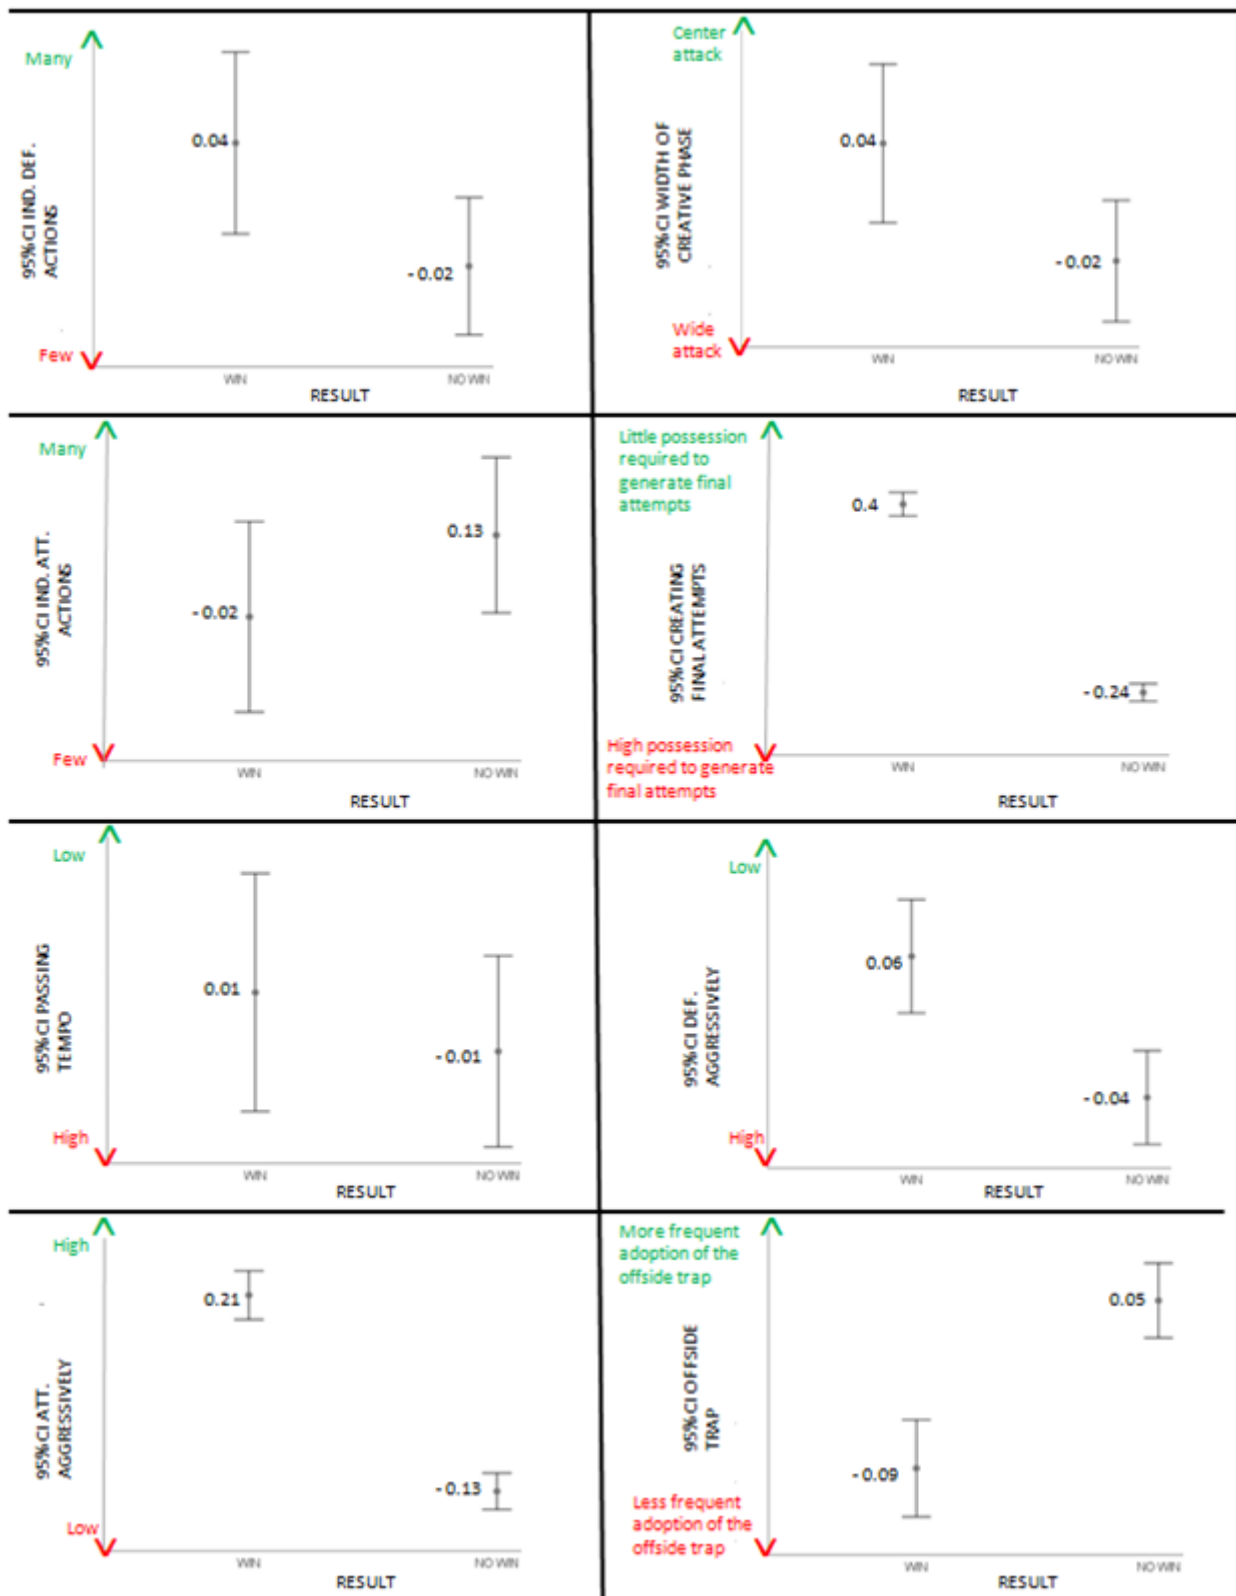 Many
0.04
- 0.02
95%CI IND. DEF.
ACTIONS
Few
WIN
NO WIN
RESULT
Center
attack
0.04
- 0.02
95%CI WIDTH OF
CREATIVE PHASE
Wide
attack
WIN
NO WIN
RESULT
Many
0.13
- 0.02
95%CI IND. ATT.
ACTIONS
Few
WIN
NO WIN
RESULT
Little possession
required to
generate final
attempts
0.4
- 0.24
95%CI CREATING
FINAL ATTEMPTS
High possession
required to generate
final attempts
WIN
NO WIN
RESULT
Low
0.01
- 0.01
95%CI PASSING
TEMPO
High
WIN
NO WIN
RESULT
Low
0.06
- 0.04
95%CI DEF.
AGGRESSIVELY
High
WIN
NO WIN
RESULT
High
0.21
- 0.13
95%CI ATT.
AGGRESSIVELY
Low
WIN
NO WIN
RESULT
More frequent
adoption of the
offside trap
0.05
- 0.09
95%CI OFFSIDE
TRAP
Less frequent
adoption of the
offside trap
WIN
NO WIN
RESULT